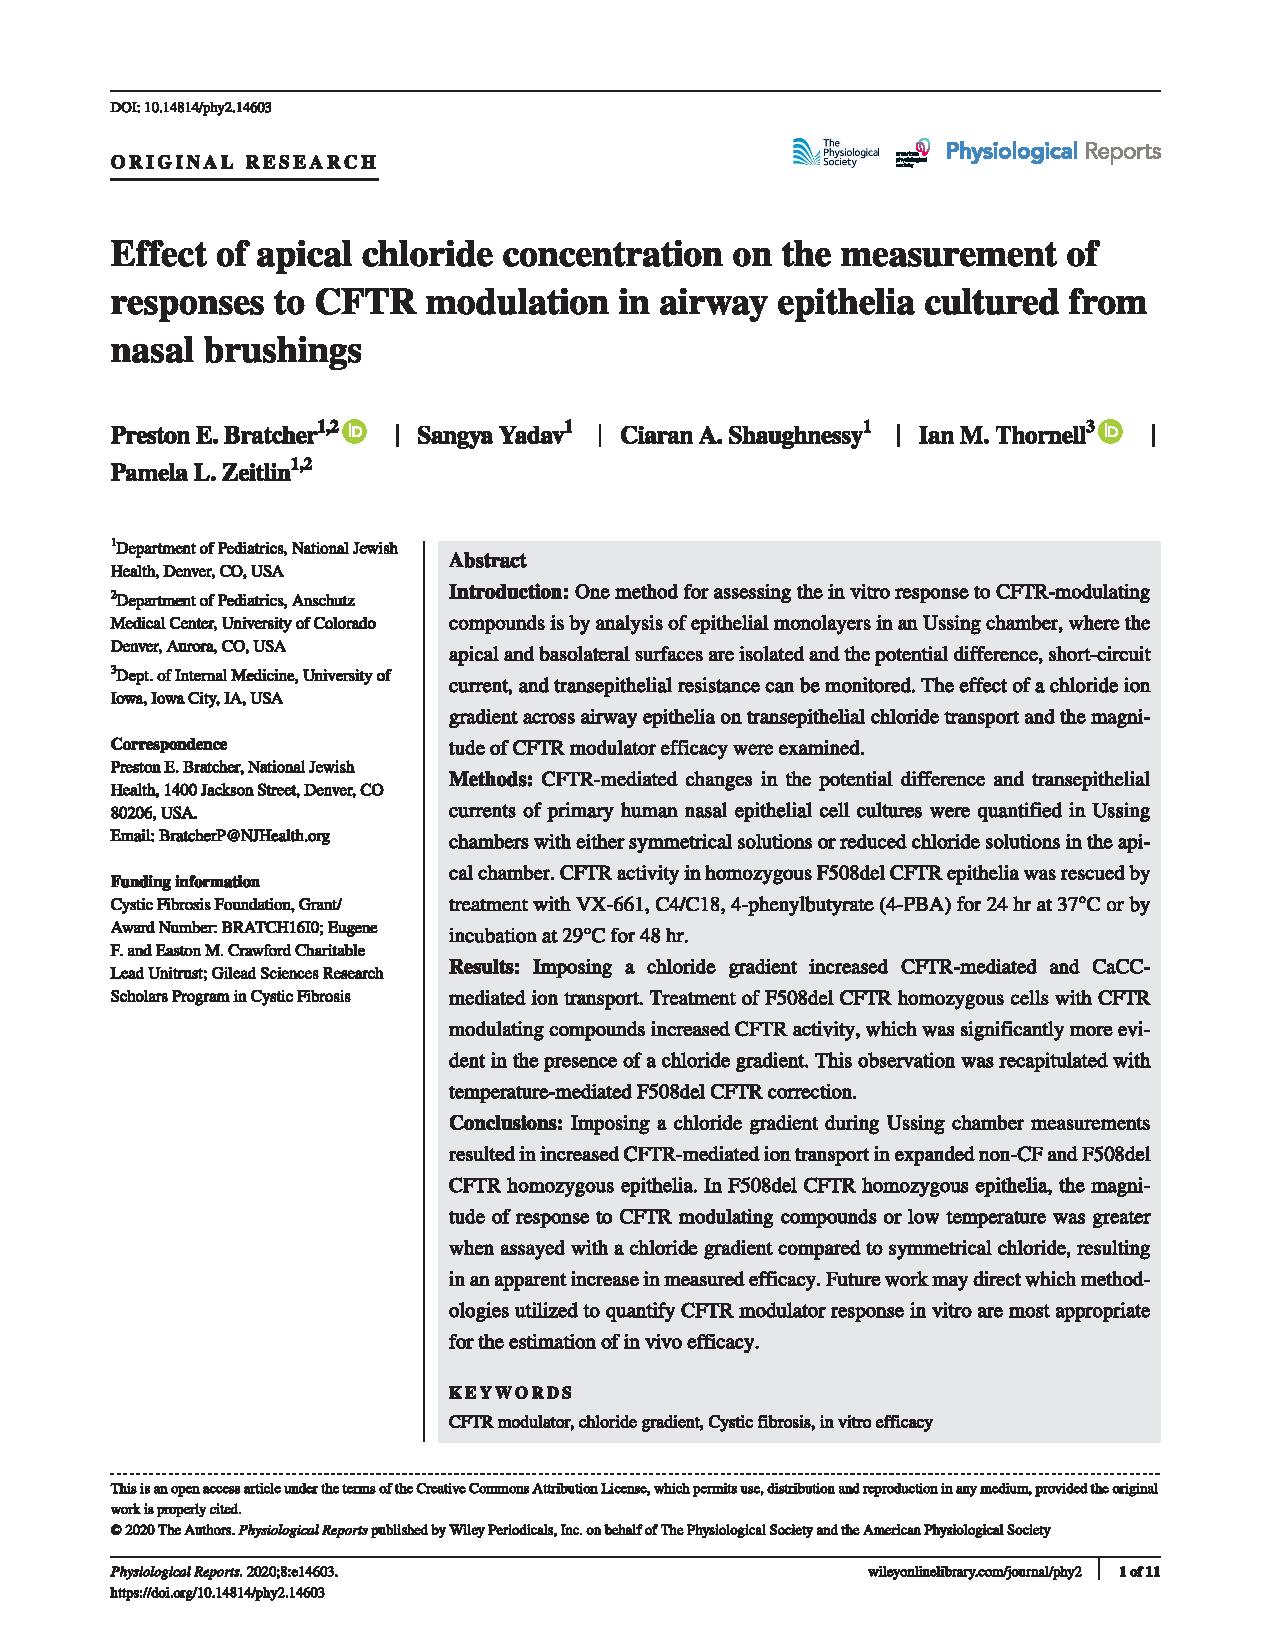 DOI: 10.14814/phy2.14603
ORIGINAL RESEARCH
The
Physiological
Society
american
physiological
society
Physiological Reports
Effect of apical chloride concentration on the measurement of
responses to CFTR modulation in airway epithelia cultured from
nasal brushings
Preston E. Bratcher1,2 iD | Sangya Yadav1 | Ciaran A. Shaughnessy1 | Ian M. Thornell3 iD |
Pamela L. Zeitlin1,2
1Department of Pediatrics, National Jewish
Health, Denver, CO, USA
2Department of Pediatrics, Anschutz
Medical Center, University of Colorado
Denver, Aurora, CO, USA
3Dept. of Internal Medicine, University of
Iowa, Iowa City, IA, USA
Correspondence
Preston E. Bratcher, National Jewish
Health, 1400 Jackson Street, Denver, CO
80206, USA.
Email: BratcherP@NJHealth.org
Funding information
Cystic Fibrosis Foundation, Grant/
Award Number: BRATCH16I0; Eugene
F. and Easton M. Crawford Charitable
Lead Unitrust; Gilead Sciences Research
Scholars Program in Cystic Fibrosis
Abstract
Introduction: One method for assessing the in vitro response to CFTR-modulating
compounds is by analysis of epithelial monolayers in an Ussing chamber, where the
apical and basolateral surfaces are isolated and the potential difference, short-circuit
current, and transepithelial resistance can be monitored. The effect of a chloride ion
gradient across airway epithelia on transepithelial chloride transport and the magni-
tude of CFTR modulator efficacy were examined.
Methods: CFTR-mediated changes in the potential difference and transepithelial
currents of primary human nasal epithelial cell cultures were quantified in Ussing
chambers with either symmetrical solutions or reduced chloride solutions in the api-
cal chamber. CFTR activity in homozygous F508del CFTR epithelia was rescued by
treatment with VX-661, C4/C18, 4-phenylbutyrate (4-PBA) for 24 hr at 37°C or by
incubation at 29°C for 48 hr.
Results: Imposing a chloride gradient increased CFTR-mediated and CaCC-
mediated ion transport. Treatment of F508del CFTR homozygous cells with CFTR
modulating compounds increased CFTR activity, which was significantly more evi-
dent in the presence of a chloride gradient. This observation was recapitulated with
temperature-mediated F508del CFTR correction.
Conclusions: Imposing a chloride gradient during Ussing chamber measurements
resulted in increased CFTR-mediated ion transport in expanded non-CF and F508del
CFTR homozygous epithelia. In F508del CFTR homozygous epithelia, the magni-
tude of response to CFTR modulating compounds or low temperature was greater
when assayed with a chloride gradient compared to symmetrical chloride, resulting
in an apparent increase in measured efficacy. Future work may direct which method-
ologies utilized to quantify CFTR modulator response in vitro are most appropriate
for the estimation of in vivo efficacy.
KEYWORDS
CFTR modulator, chloride gradient, Cystic fibrosis, in vitro efficacy
This is an open access article under the terms of the Creative Commons Attribution License, which permits use, distribution and reproduction in any medium, provided the original
work is properly cited.
© 2020 The Authors. Physiological Reports published by Wiley Periodicals, Inc. on behalf of The Physiological Society and the American Physiological Society
Physiological Reports. 2020;8:e14603.
https://doi.org/10.14814/phy2.14603
wileyonlinelibrary.com/journal/phy2 | 1 of 11